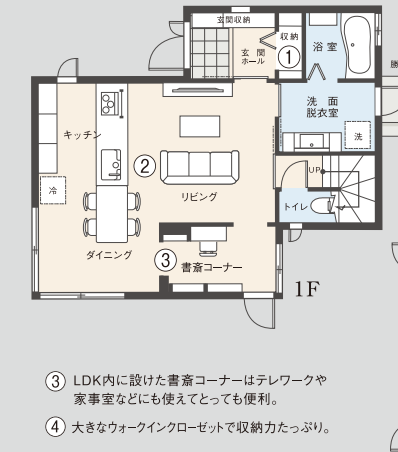 玄関収納
収納
玄関
ホール
①
浴室
勝
洗面
脱衣室
洗
キッチン
②
冷
リビング
UP
トイレ
ダイニング
③ 書斎コーナー
1F
③ LDK内に設けた書斎コーナーはテレワークや
家事室などにも使えてとっても便利。
④ 大きなウォークインクローゼットで収納力たっぷり。